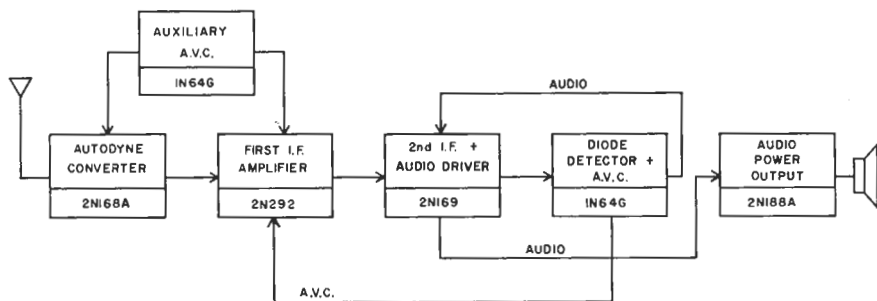 AUXILIARY
A.V.C.
1N64G
AUTODYNE
CONVERTER
2N168A
FIRST I.F.
AMPLIFIER
2N292
2nd I.F. +
AUDIO DRIVER
2N169
AUDIO
DIODE
DETECTOR +
A.V.C.
1N64G
AUDIO
POWER
OUTPUT
2N188A
AUDIO
A.V.C.